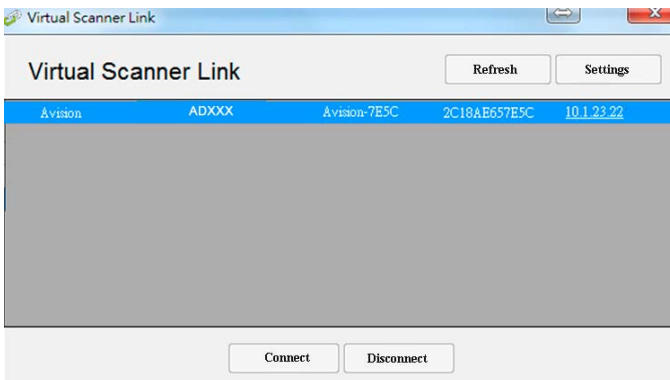 Virtual Scanner Link
Virtual Scanner Link Refresh Settings
Avision ADXXX Avision-7E5C 2C18AE657E5C 10.1.23.22
Connect Disconnect